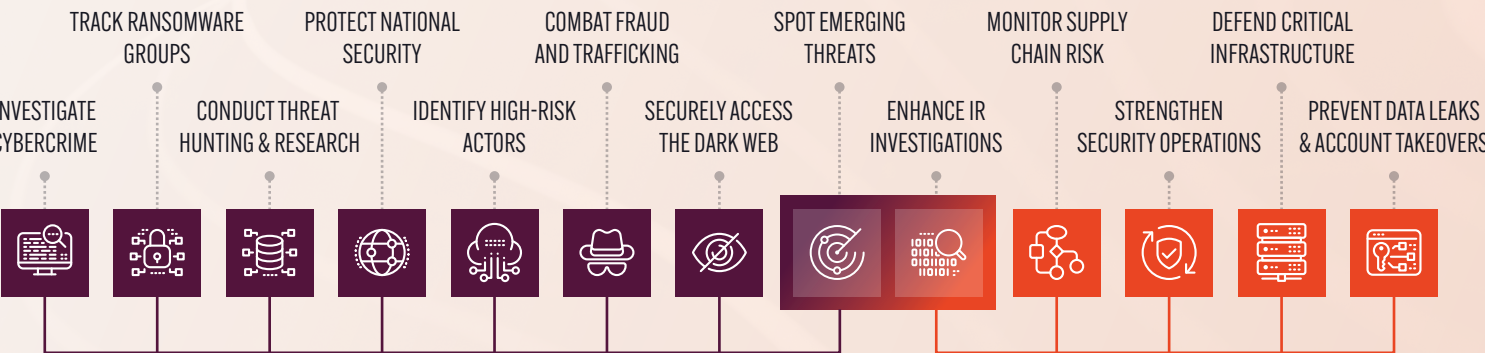 TRACK RANSOMWARE
GROUPS
PROTECT NATIONAL
SECURITY
COMBAT FRAUD
AND TRAFFICKING
SPOT EMERGING
THREATS
MONITOR SUPPLY
CHAIN RISK
DEFEND CRITICAL
INFRASTRUCTURE
INVESTIGATE
CYBERCRIME
CONDUCT THREAT
HUNTING & RESEARCH
IDENTIFY HIGH-RISK
ACTORS
SECURELY ACCESS
THE DARK WEB
ENHANCE IR
INVESTIGATIONS
STRENGTHEN
SECURITY OPERATIONS
PREVENT DATA LEAKS
& ACCOUNT TAKEOVERS